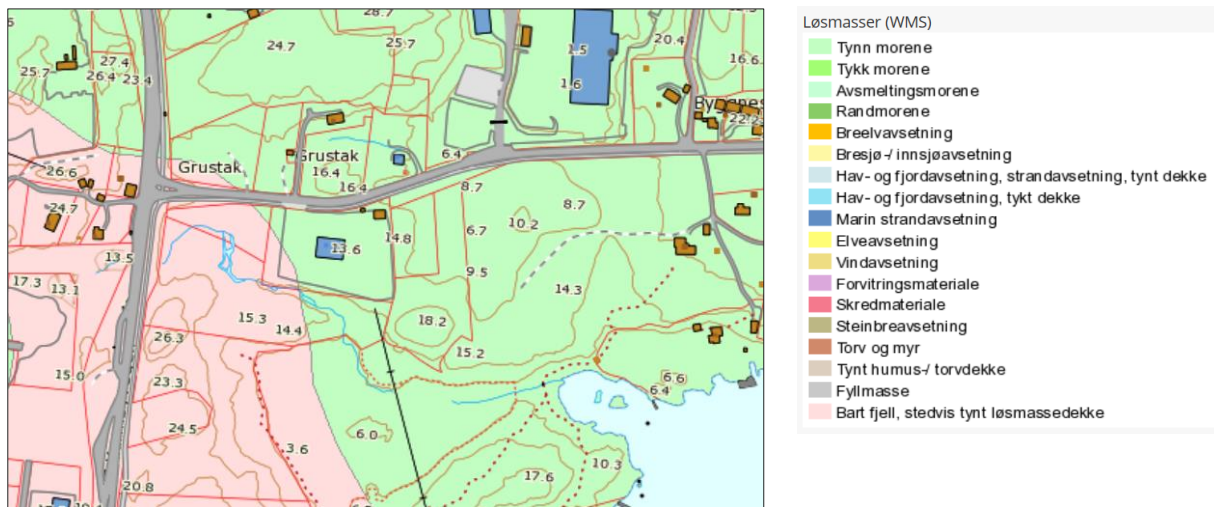 28.7
24.7
25.7
1.5
20.4
16.6
25.7
27.4
26.4
23.4
1.6
Byggnes
22.2
6.4
Grustak
Grustak
16.4
16.4
26.6
24.7
8.7
8.7
10.2
6.7
14.8
13.6
13.5
9.5
17.3
13.1
14.3
15.3
14.4
18.2
26.3
15.2
15.0
23.3
6.6
6.4
24.5
6.0
3.6
10.3
17.6
20.8
Løsmasser (WMS)
Tynn morene
Tykk morene
Avsmeltingsmorene
Randmorene
Breelvavsetning
Bresjø-/ innsjøavsetning
Hav- og fjordavsetning, strandavsetning, tynt dekke
Hav- og fjordavsetning, tykt dekke
Marin strandavsetning
Elveavsetning
Vindavsetning
Forvitringsmateriale
Skredmateriale
Steinbreavsetning
Torv og myr
Tynt humus-/ torvdekke
Fyllmasse
Bart fjell, stedvis tynt løsmassedekke